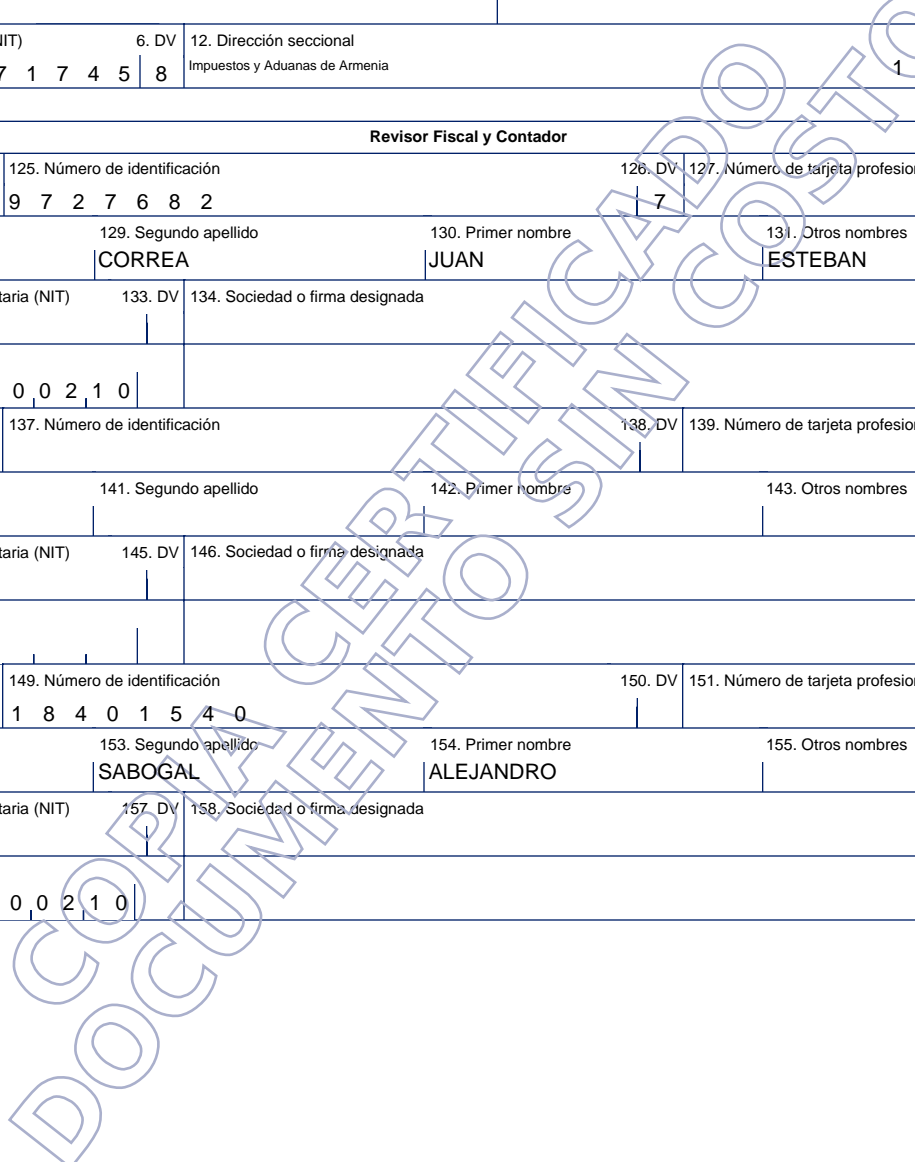 NIT) 6. DV 12. Dirección seccional
7 1 7 4 5 8 Impuestos y Aduanas de Armenia 1
Revisor Fiscal y Contador
125. Número de identificación 126. DV 127. Número de tarjeta profesion
9 7 2 7 6 8 2 7
129. Segundo apellido 130. Primer nombre 131. Otros nombres
CORREA JUAN ESTEBAN
taria (NIT) 133. DV 134. Sociedad o firma designada
0 0 2 1 0
137. Número de identificación 138. DV 139. Número de tarjeta profesion
141. Segundo apellido 142. Primer nombre 143. Otros nombres
taria (NIT) 145. DV 146. Sociedad o firma designada
149. Número de identificación 150. DV 151. Número de tarjeta profesion
1 8 4 0 1 5 4 0
153. Segundo apellido 154. Primer nombre 155. Otros nombres
SABOGAL ALEJANDRO
taria (NIT) 157. DV 158. Sociedad o firma designada
0 0 2 1 0
COPIA CERTIFICADO
DOCUMENTO SIN COSTO